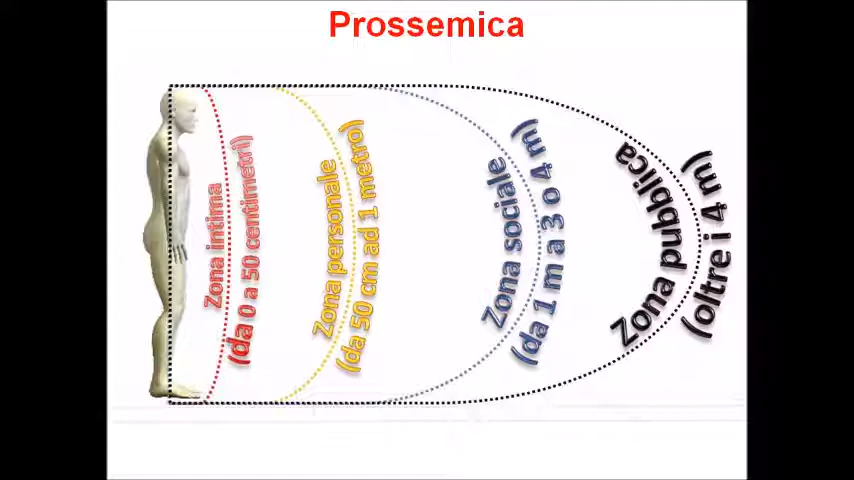 Prossemica
Zona intima
(da 0 a 50 centimetri)
Zona personale
(da 50 cm ad 1 metro)
Zona sociale
(da 1 m a 3 o 4 m)
Zona pubblica
(oltre i 4 m)